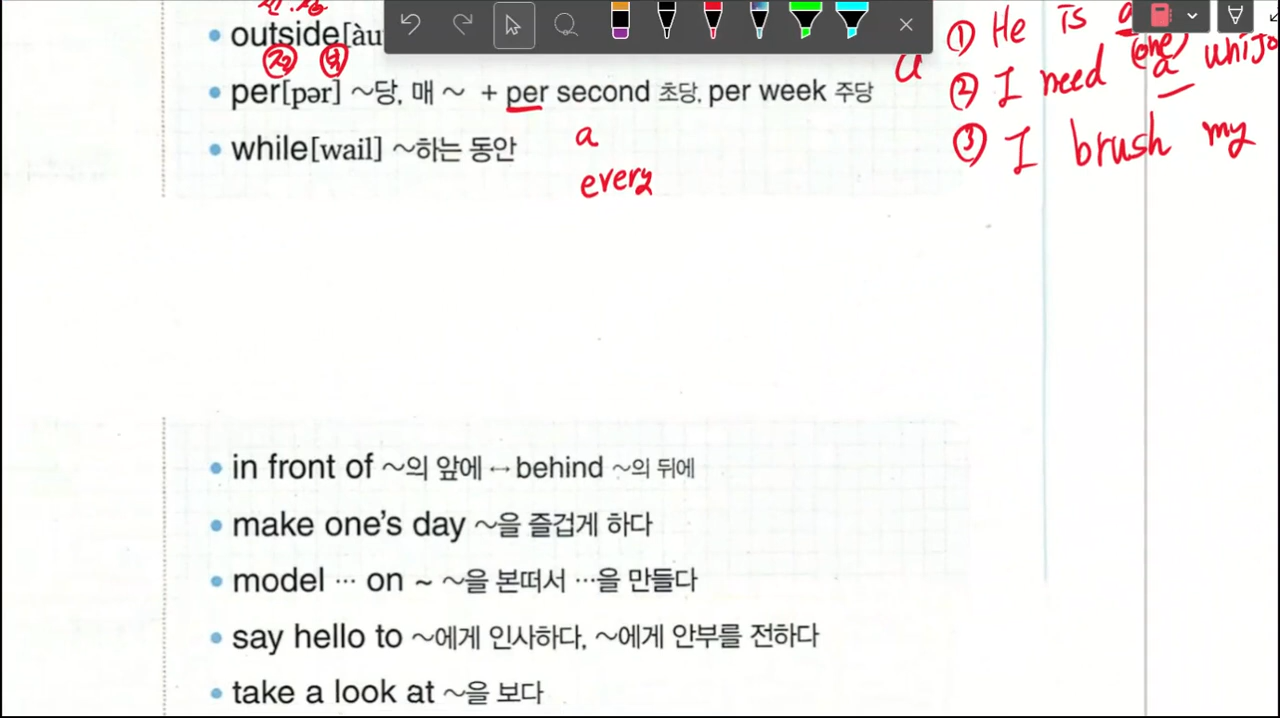 outside[àu
전 명
per[pər] ～당, 매 ～ + per second 초당, per week 주당
while[wail] ～하는 동안
a
every
① He is a
(one)
② I need a
③ I brush my
in front of ～의 앞에 ↔ behind ～의 뒤에
make one's day ～을 즐겁게 하다
model … on ~ ～을 본떠서 …을 만들다
say hello to ～에게 인사하다, ～에게 안부를 전하다
take a look at ～을 보다